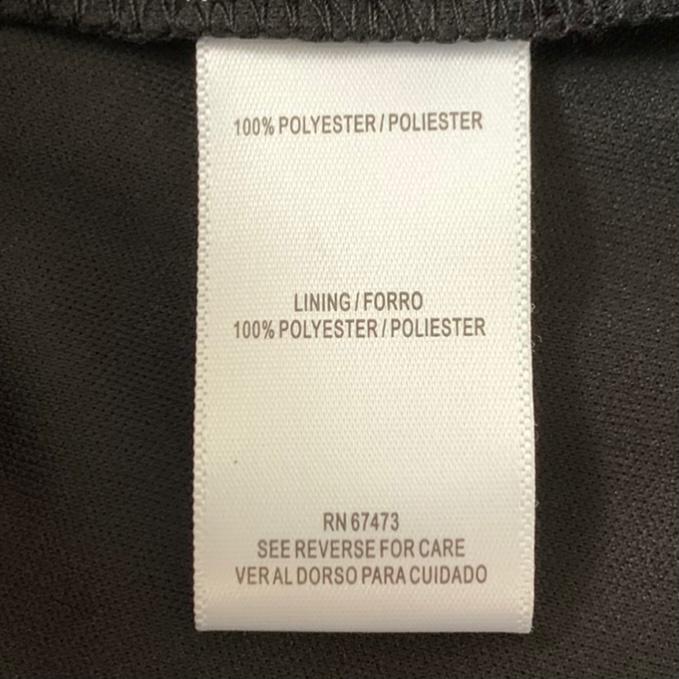 100% POLYESTER / POLIESTER
LINING / FORRO
100% POLYESTER / POLIESTER
RN 67473
SEE REVERSE FOR CARE
VER AL DORSO PARA CUIDADO